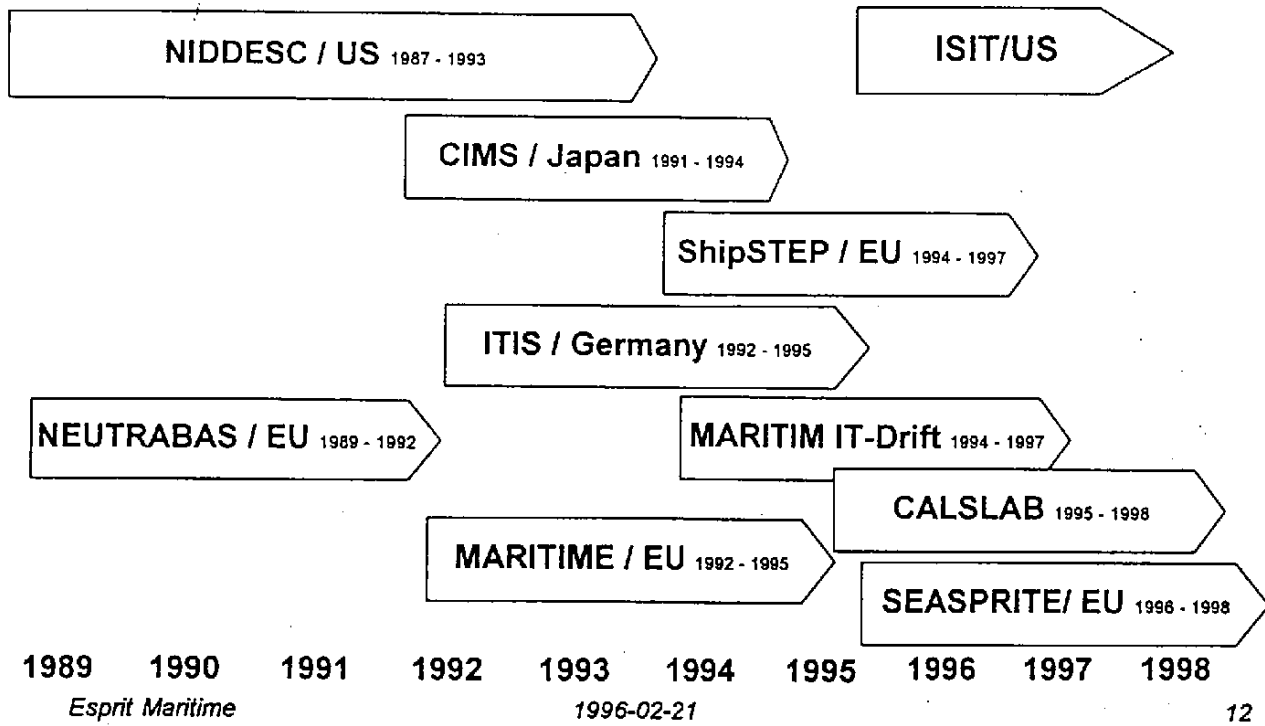 NIDDESC / US 1987 - 1993
ISIT/US
CIMS / Japan 1991 - 1994
ShipSTEP / EU 1994 - 1997
ITIS / Germany 1992 - 1995
NEUTRABAS / EU 1989 - 1992
MARITIM IT-Drift 1994 - 1997
CALSLAB 1995 - 1998
MARITIME / EU 1992 - 1995
SEASPRITE/ EU 1996 - 1998
1989 1990 1991 1992 1993 1994 1995 1996 1997 1998
Esprit Maritime 1996-02-21 12